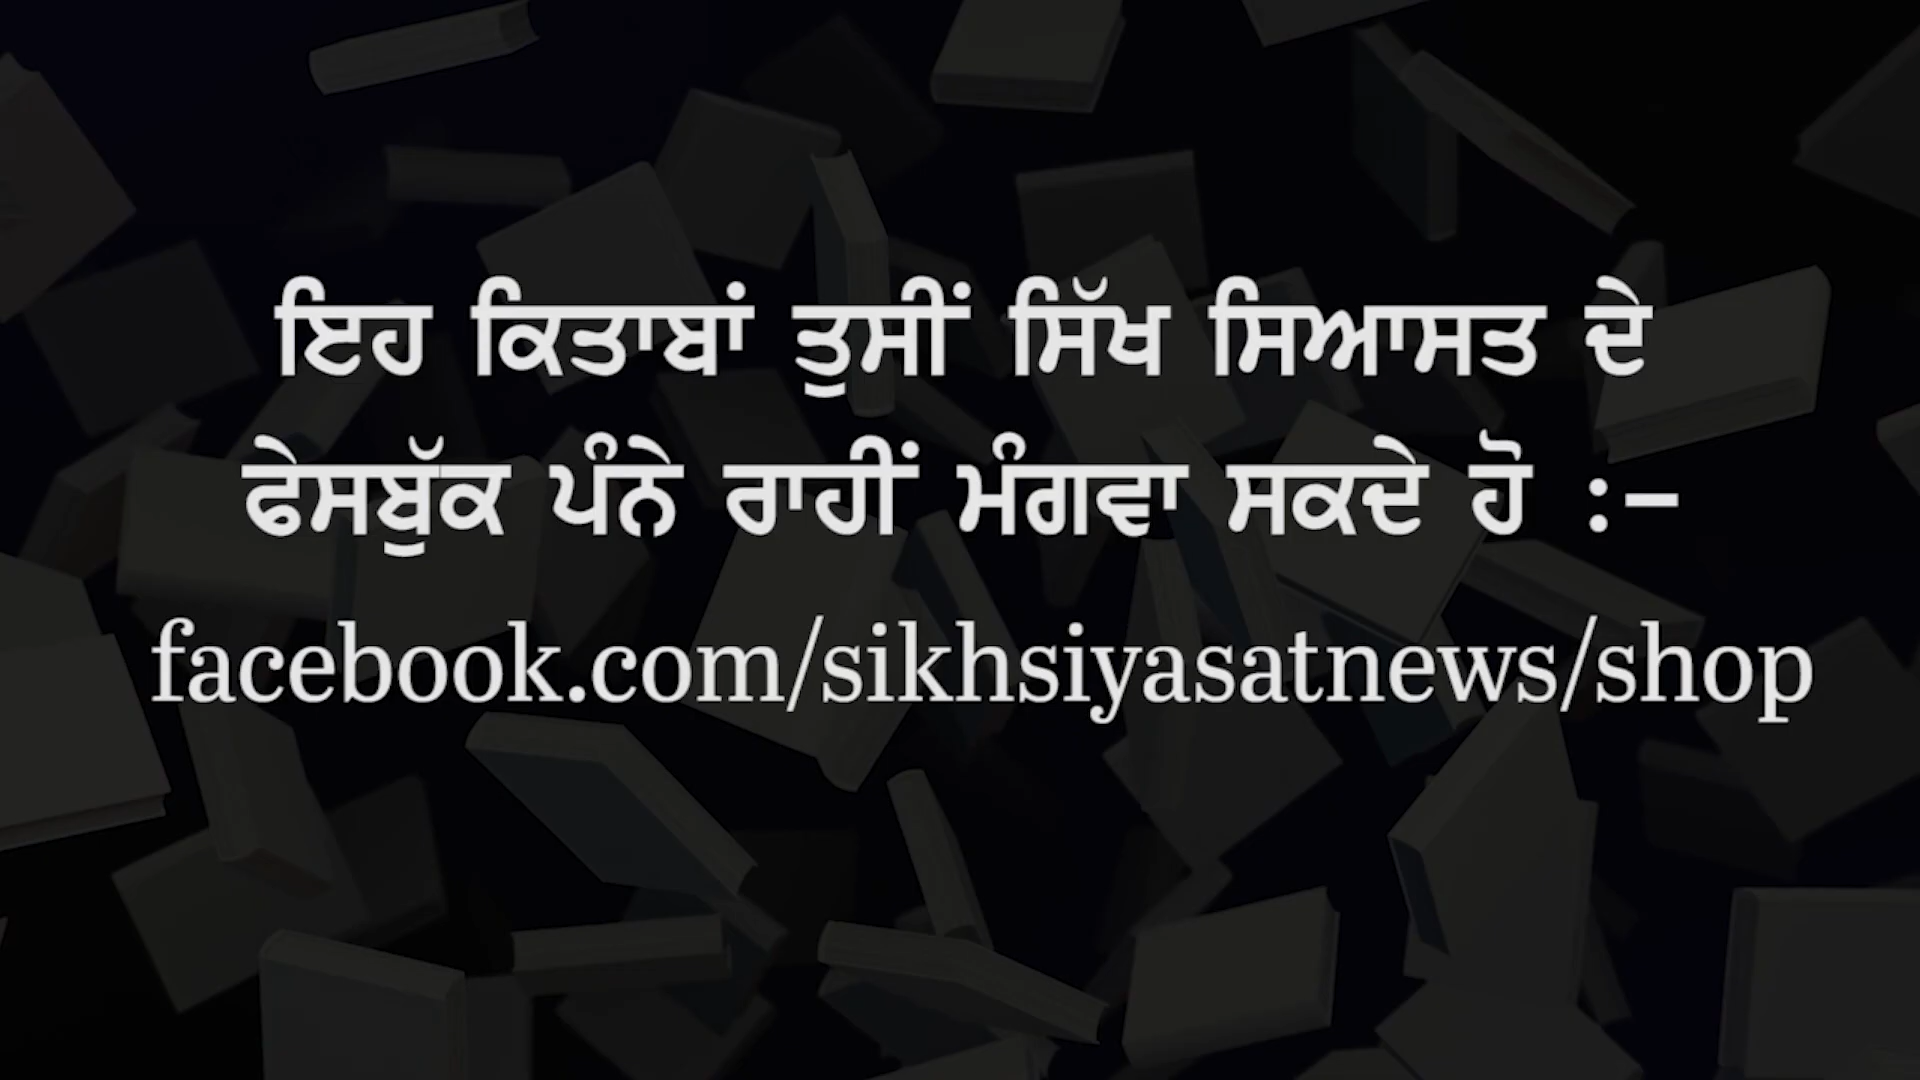 ਇਹ ਕਿਤਾਬਾਂ ਤੁਸੀਂ ਸਿੱਖ ਸਿਆਸਤ ਦੇ
ਫੇਸਬੁੱਕ ਪੰਨੇ ਰਾਹੀਂ ਮੰਗਵਾ ਸਕਦੇ ਹੋ :-
facebook.com/sikhsiyasatnews/shop